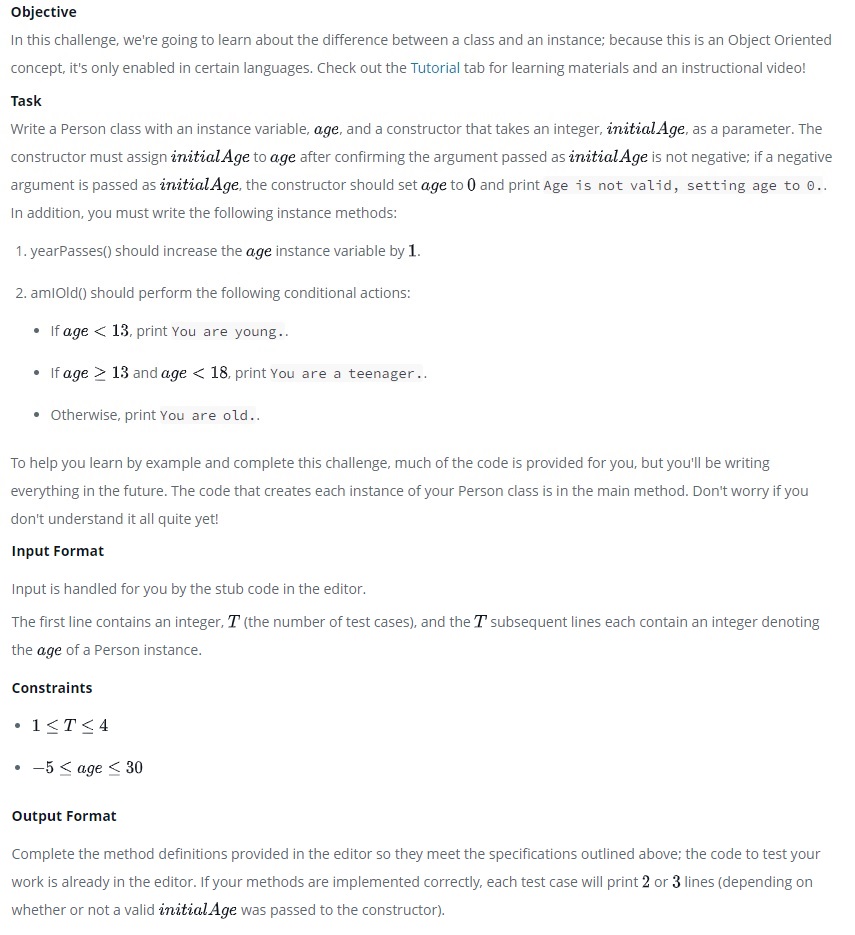 Objective
In this challenge, we're going to learn about the difference between a class and an instance; because this is an Object Oriented
concept, it's only enabled in certain languages. Check out the Tutorial tab for learning materials and an instructional video!
Task
Write a Person class with an instance variable, age, and a constructor that takes an integer, initialAge, as a parameter. The
constructor must assign initialAge to age after confirming the argument passed as initialAge is not negative; if a negative
argument is passed as initialAge, the constructor should set age to 0 and print Age is not valid, setting age to 0..
In addition, you must write the following instance methods:
1. yearPasses() should increase the age instance variable by 1.
2. amIOld() should perform the following conditional actions:
• If age < 13, print You are young..
• If age ≥ 13 and age < 18, print You are a teenager..
• Otherwise, print You are old..
To help you learn by example and complete this challenge, much of the code is provided for you, but you'll be writing
everything in the future. The code that creates each instance of your Person class is in the main method. Don't worry if you
don't understand it all quite yet!
Input Format
Input is handled for you by the stub code in the editor.
The first line contains an integer, T (the number of test cases), and the T subsequent lines each contain an integer denoting
the age of a Person instance.
Constraints
• 1 ≤ T ≤ 4
• −5 ≤ age ≤ 30
Output Format
Complete the method definitions provided in the editor so they meet the specifications outlined above; the code to test your
work is already in the editor. If your methods are implemented correctly, each test case will print 2 or 3 lines (depending on
whether or not a valid initialAge was passed to the constructor).